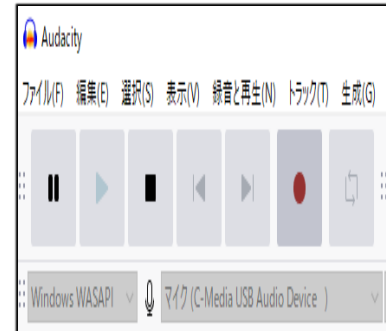 Audacity
ファイル(F) 編集(E) 選択(S) 表示(V) 録音と再生(N) トラック(T) 生成(G)
Windows WASAPI マイク (C-Media USB Audio Device )